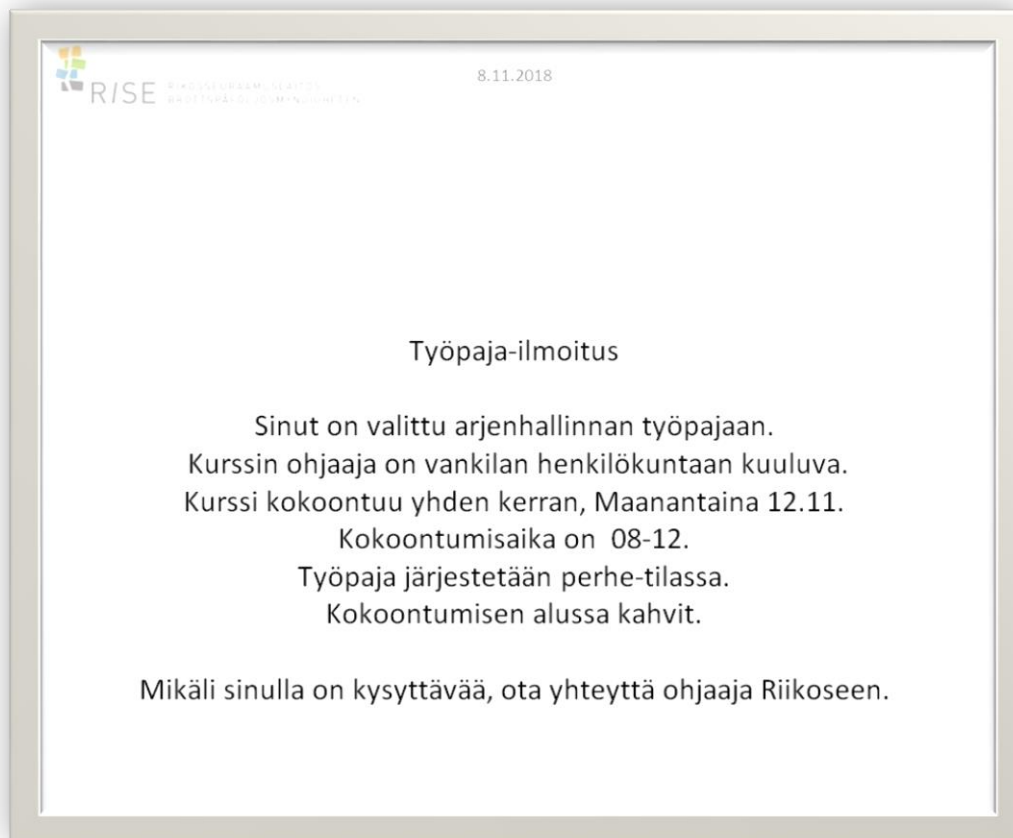 RISE RIKOSSEURAAMUSLAITOS
BROTTSPÅFÖLJDSMYNDIGHETEN
8.11.2018
Työpaja-ilmoitus
Sinut on valittu arjenhallinnan työpajaan.
Kurssin ohjaaja on vankilan henkilökuntaan kuuluva.
Kurssi kokoontuu yhden kerran, Maanantaina 12.11.
Kokoontumisaika on 08-12.
Työpaja järjestetään perhe-tilassa.
Kokoontumisen alussa kahvit.
Mikäli sinulla on kysyttävää, ota yhteyttä ohjaaja Riikoseen.